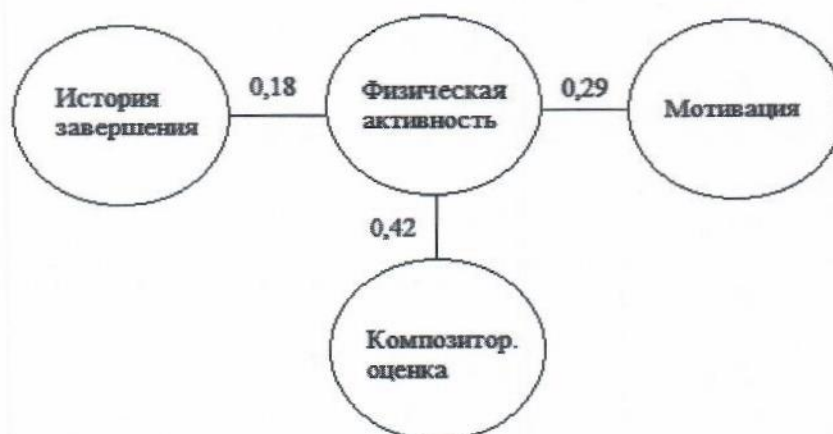 История
завершения
0,18
Физическая
активность
0,29
Мотивация
0,42
Композитор.
оценка